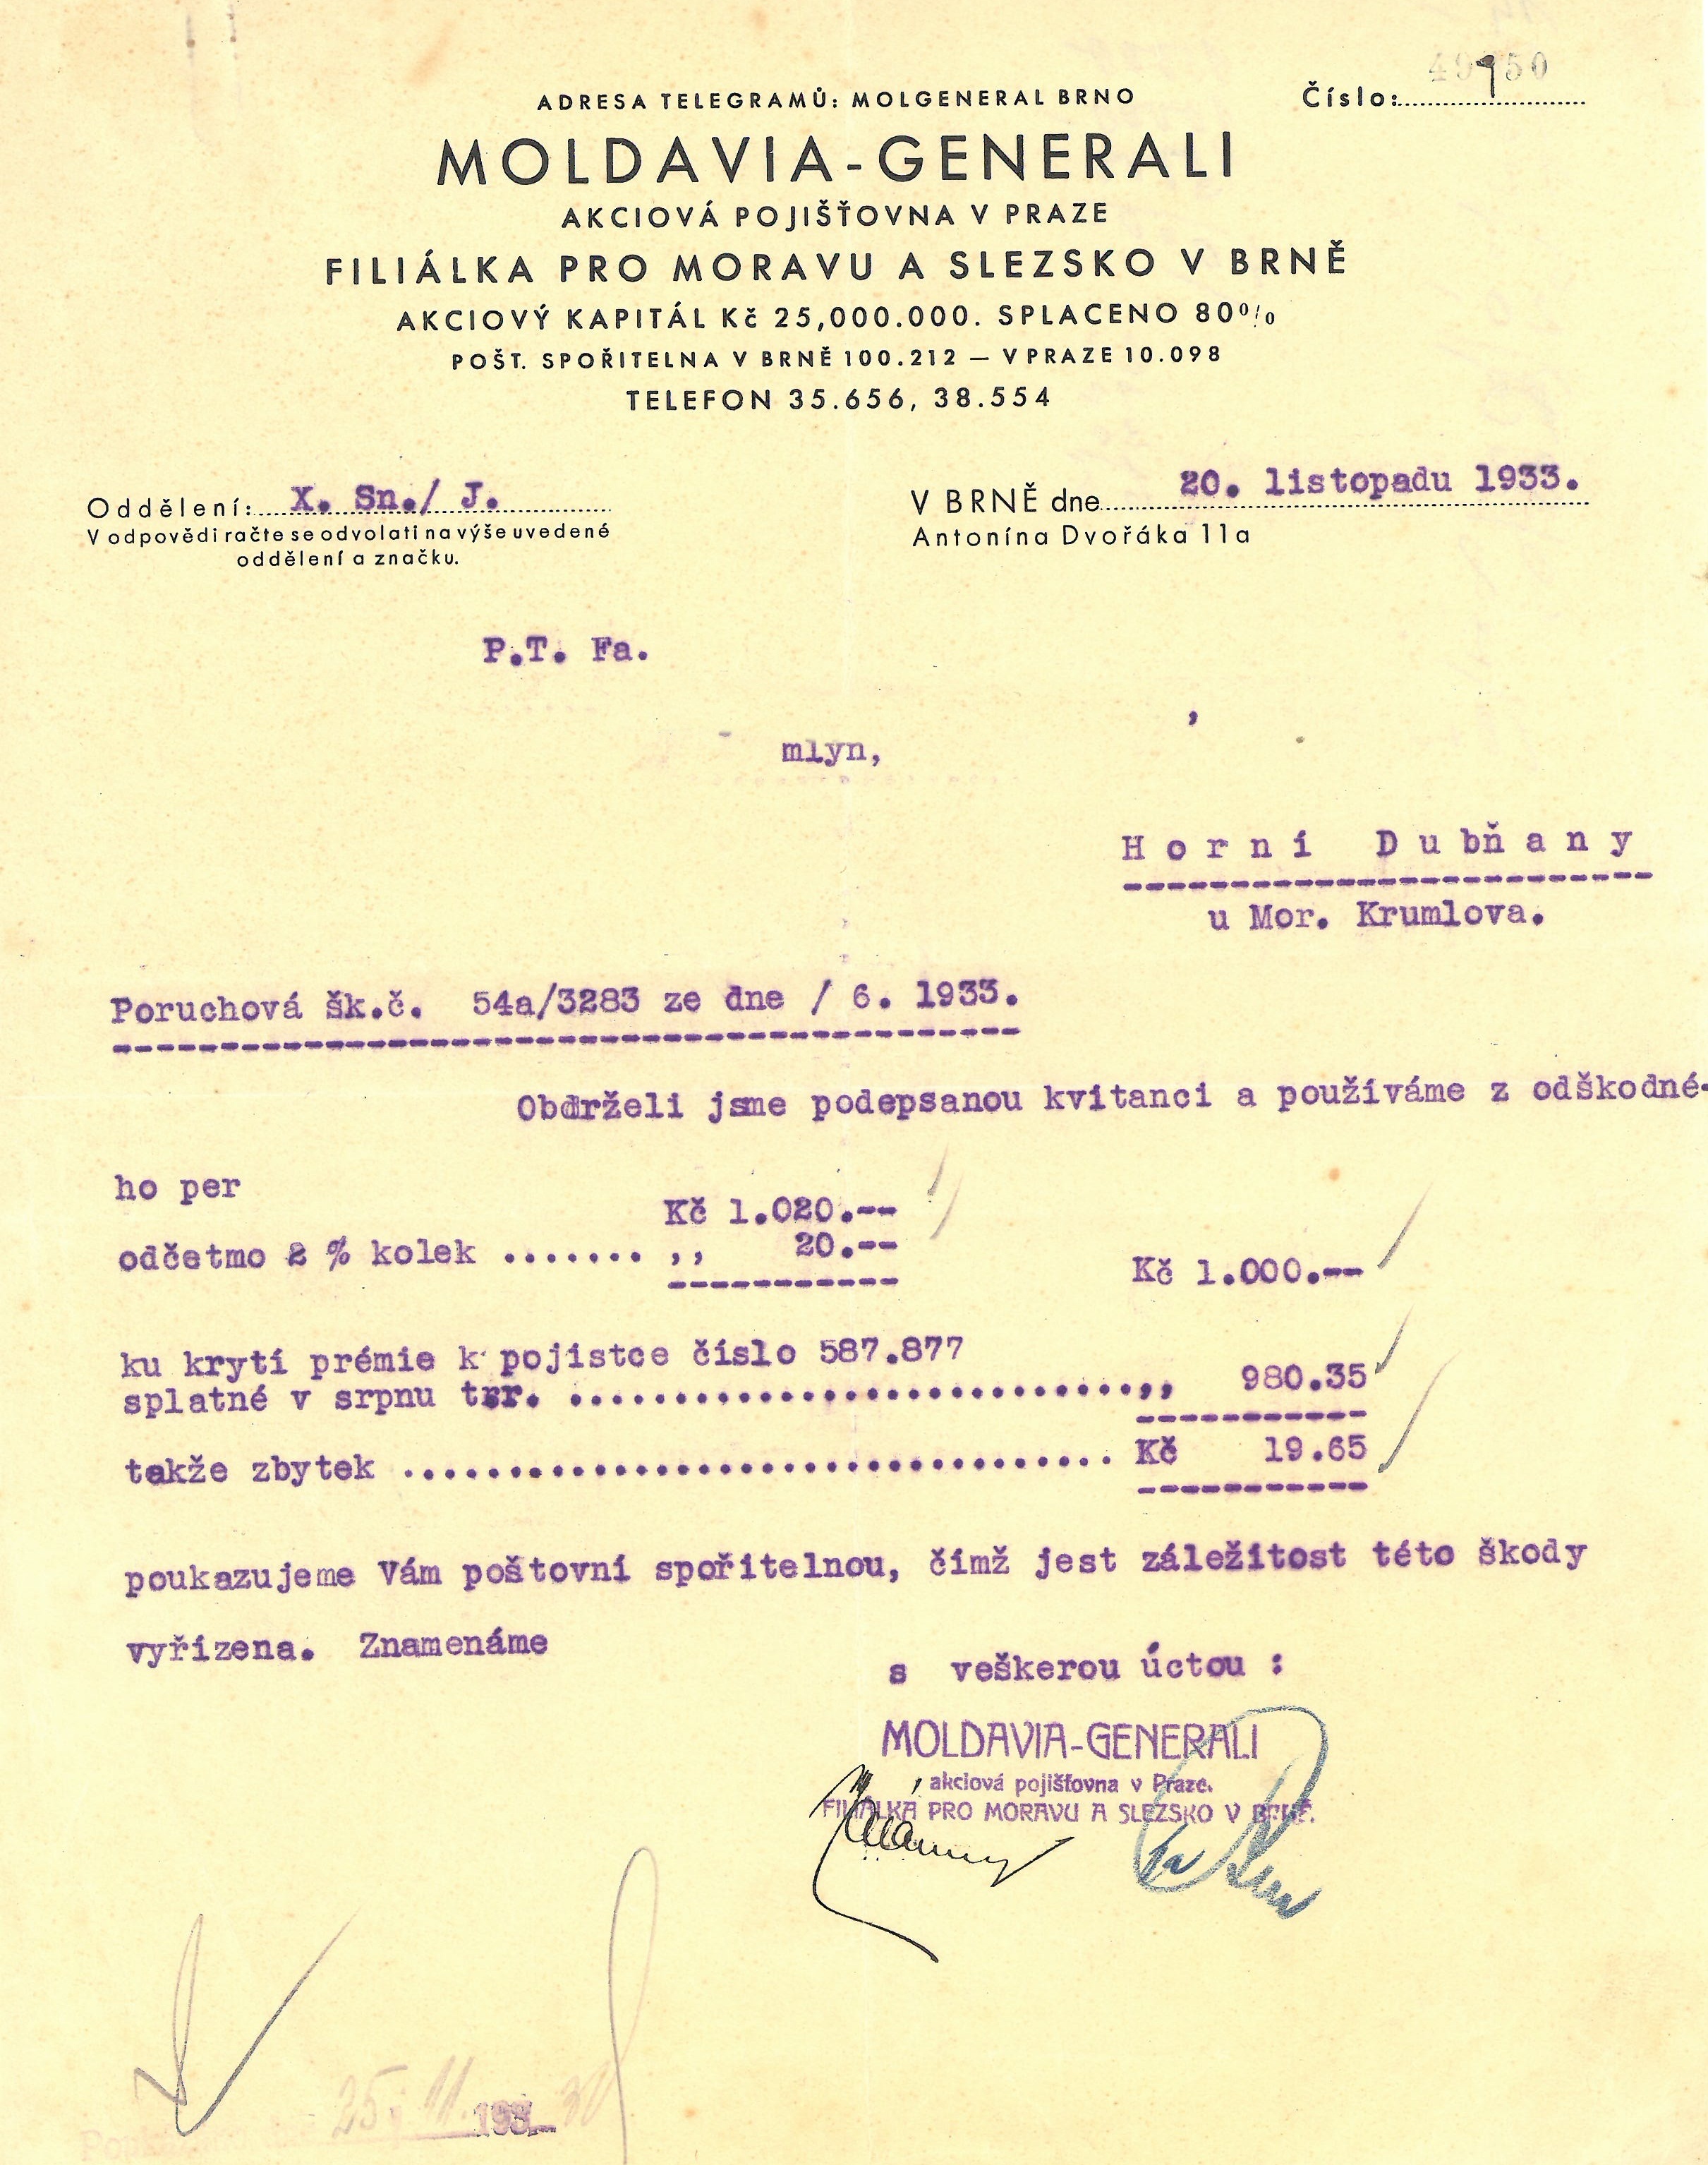 Číslo:
ADRESA TELEGRAMŮ: MOLGENERAL BRNO
MOLDAVIA-GENERALI
AKCIOVÁ POJIŠŤOVNA V PRAZE
FILIÁLKA PRO MORAVU A SLEZSKO V BRNĚ
AKCIOVÝ KAPITÁL Kč 25,000.000. SPLACENO 80%
POŠT. SPOŘITELNA V BRNĚ 100.212 — V PRAZE 10.098
TELEFON 35.656, 38.554
Oddělení: X. Sn./ J.
V odpovědi račte se odvolati na výše uvedené
oddělení a značku.
V BRNĚ dne 20. listopadu 1933.
Antonína Dvořáka 11a
P.T. Fa.
,
mlyn,
Horní Dubňany
u Mor. Krumlova.
Poruchová šk.č. 54a/3283 ze dne / 6. 1933.
Obdrželi jsme podepsanou kvitanci a používáme z odškodné-
ho per
Kč 1.020.--
odčetmo 2 % kolek ....... ,, 20.-- Kč 1.000.--
ku krytí prémie k pojistce číslo 587.877
splatné v srpnu trr. ...........................,, 980.35
takže zbytek .................................. Kč 19.65
poukazujeme Vám poštovní spořitelnou, čímž jest záležitost této škody
vyřízena. Znamenáme
s veškerou úctou :
MOLDAVIA-GENERALI
akciová pojišťovna v Praze.
FILIÁLKA PRO MORAVU A SLEZSKO V BRNĚ.
25. 11. 193